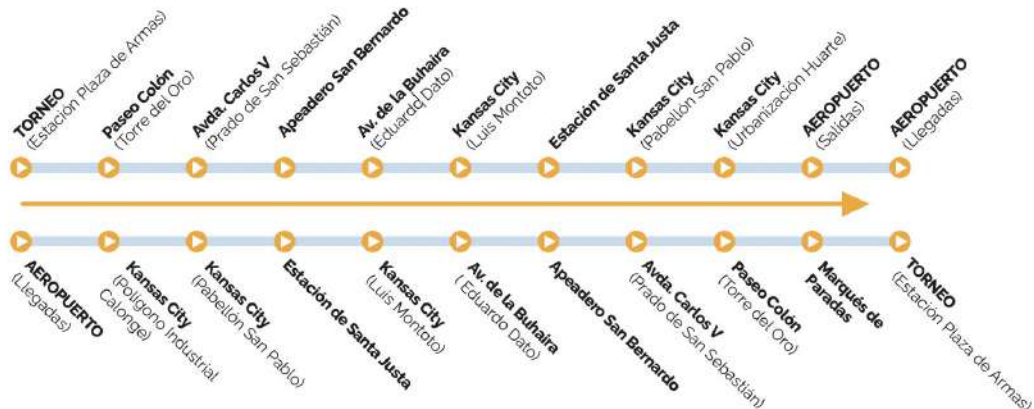 TORNEO
(Estación Plaza de Armas)
Paseo Colón
(Torre del Oro)
Avda. Carlos V
(Prado de San Sebastián)
Apeadero San Bernardo
Av. de la Buhaira
(Eduardd Dato)
Kansas City
(Luis Montoto)
Estación de Santa Justa
Kansas City
(Pabellón San Pablo)
Kansas City
(Urbanización Huarte)
AEROPUERTO
(Salidas)
AEROPUERTO
(Llegadas)
AEROPUERTO
(Llegadas)
Kansas City
(Polígono Industrial
Calonge)
Kansas City
(Pabellón San Pablo)
Estación de Santa Justa
Kansas City
(Luis Montoto)
Av. de la Buhaira
( Eduardo Dato)
Apeadero San Bernardo
Avda. Carlos V
(Prado de San Sebastián)
Paseo Colón
(Torre del Oro)
Marqués de
Paradas
TORNEO
(Estación Plaza de Armas)